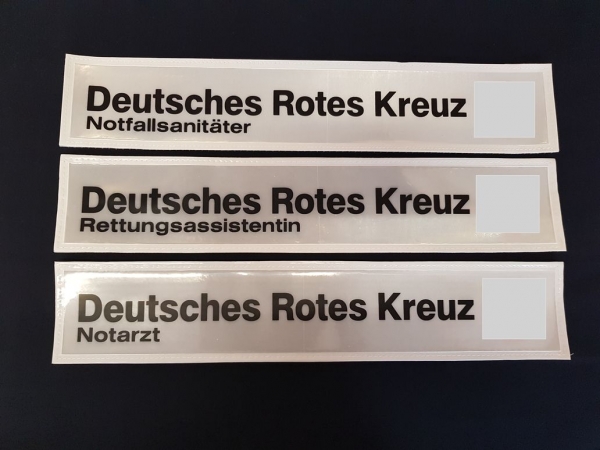 Deutsches Rotes Kreuz
Notfallsanitäter
Deutsches Rotes Kreuz
Rettungsassistentin
Deutsches Rotes Kreuz
Notarzt